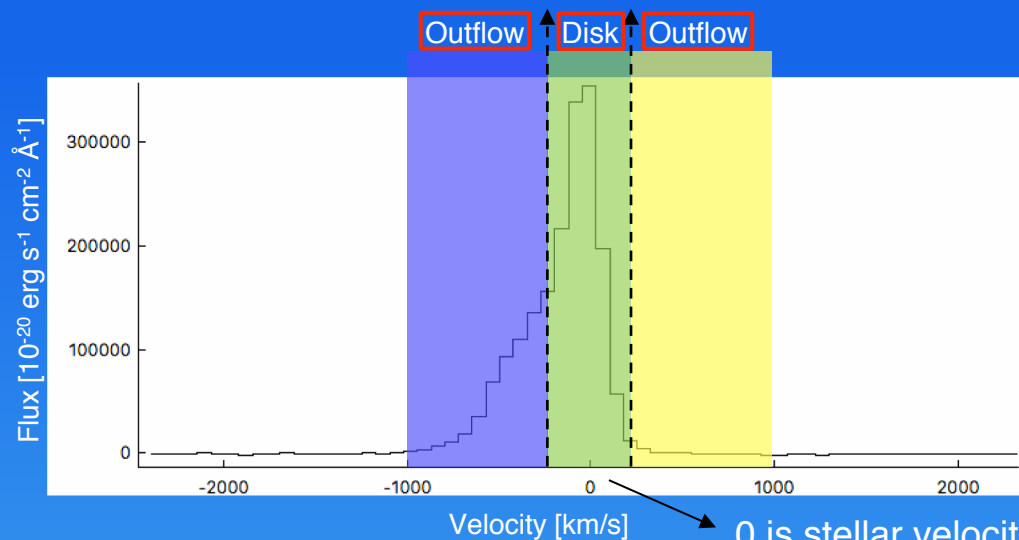 Outflow Disk Outflow
Flux [10-20 erg s-1 cm-2 Å-1]
300000
200000
100000
0
-2000 -1000 0 1000 2000
Velocity [km/s]
0 is stellar